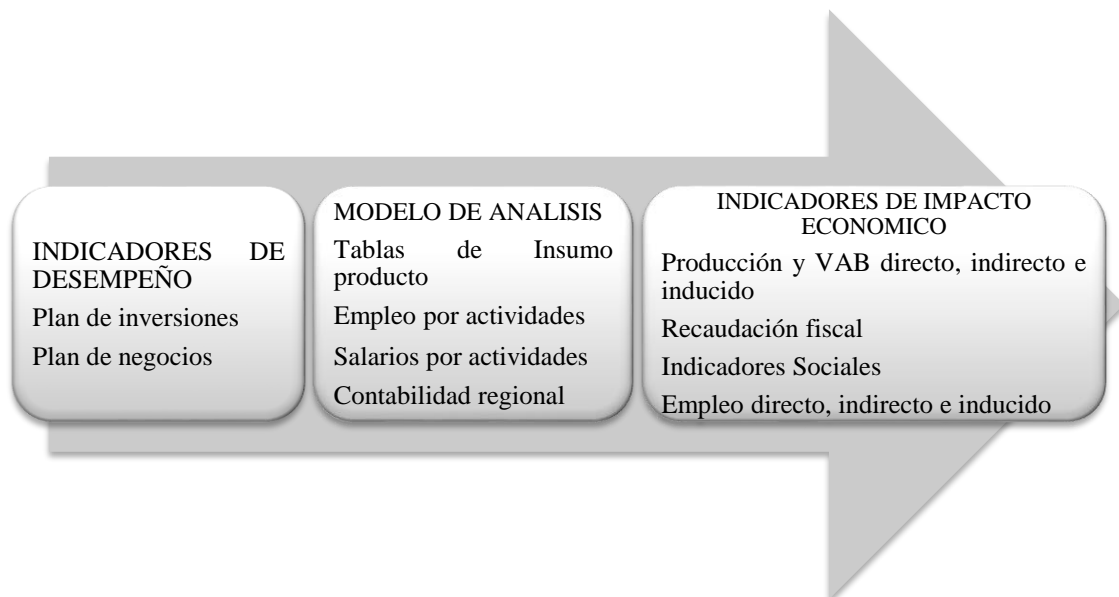 INDICADORES DE
DESEMPEÑO
Plan de inversiones
Plan de negocios
MODELO DE ANALISIS
Tablas de Insumo
producto
Empleo por actividades
Salarios por actividades
Contabilidad regional
INDICADORES DE IMPACTO
ECONOMICO
Producción y VAB directo, indirecto e
inducido
Recaudación fiscal
Indicadores Sociales
Empleo directo, indirecto e inducido